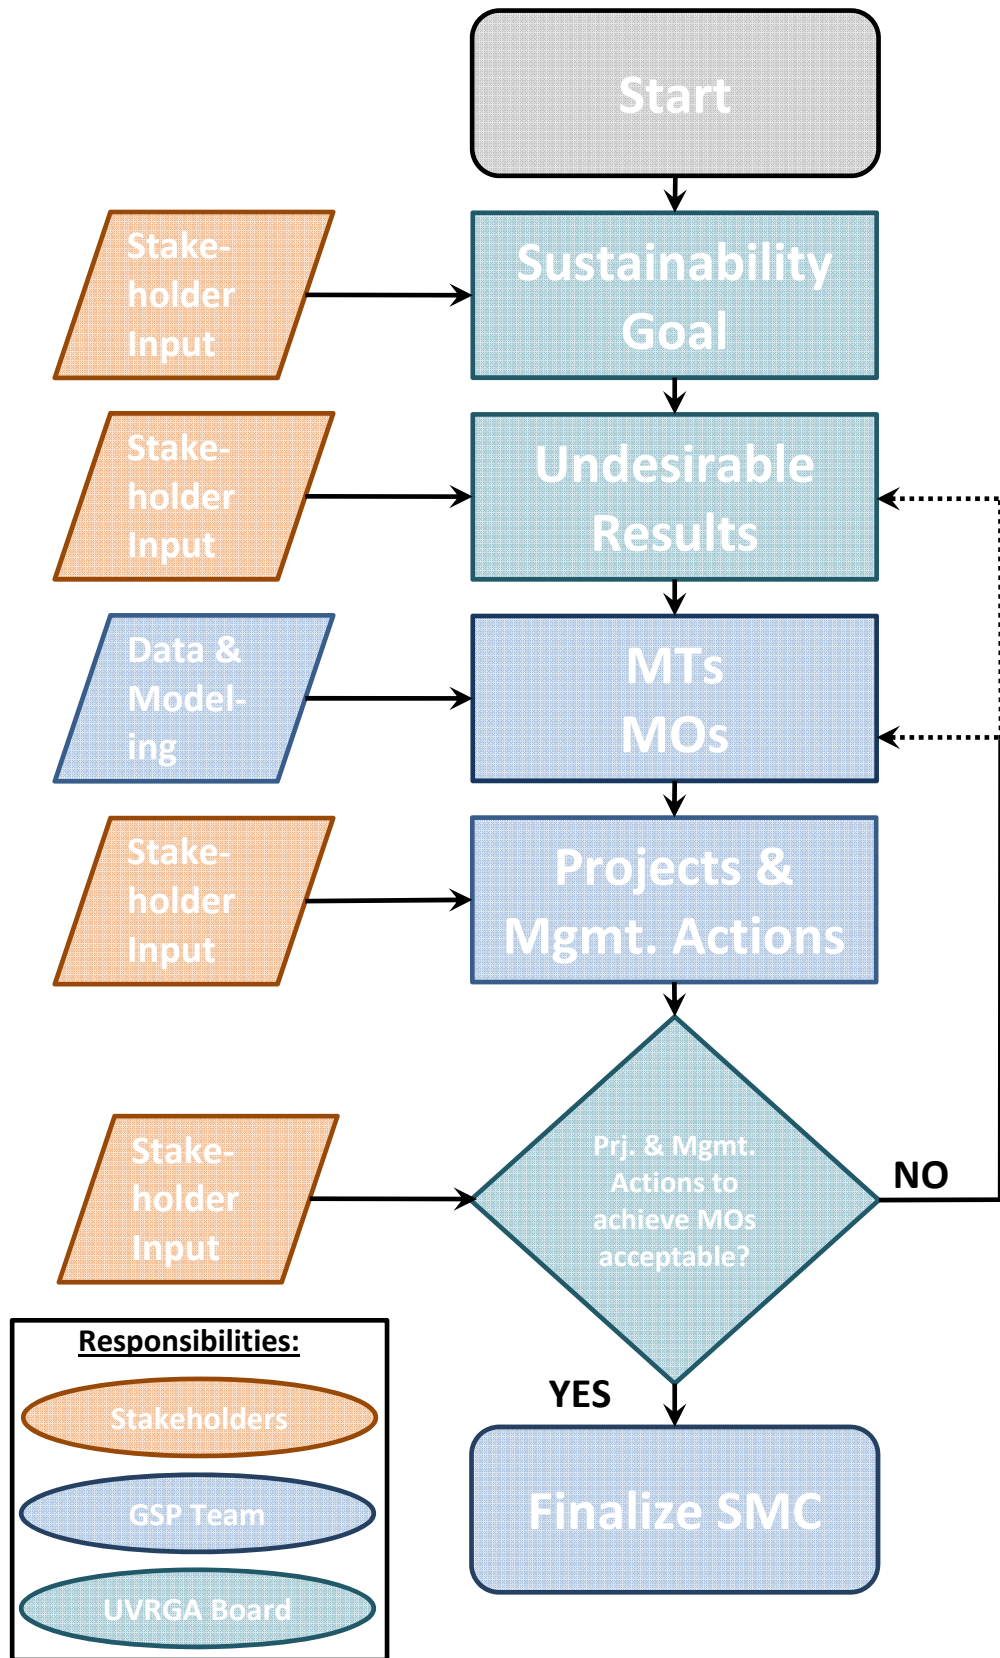 Start
Stake-
holder
Input
Sustainability
Goal
Stake-
holder
Input
Undesirable
Results
Data &
Model-
ing
MTs
MOs
Stake-
holder
Input
Projects &
Mgmt. Actions
Stake-
holder
Input
Prj. & Mgmt.
Actions to
achieve MOs
acceptable?
NO
YES
Finalize SMC
Responsibilities:
Stakeholders
GSP Team
UVRGA Board